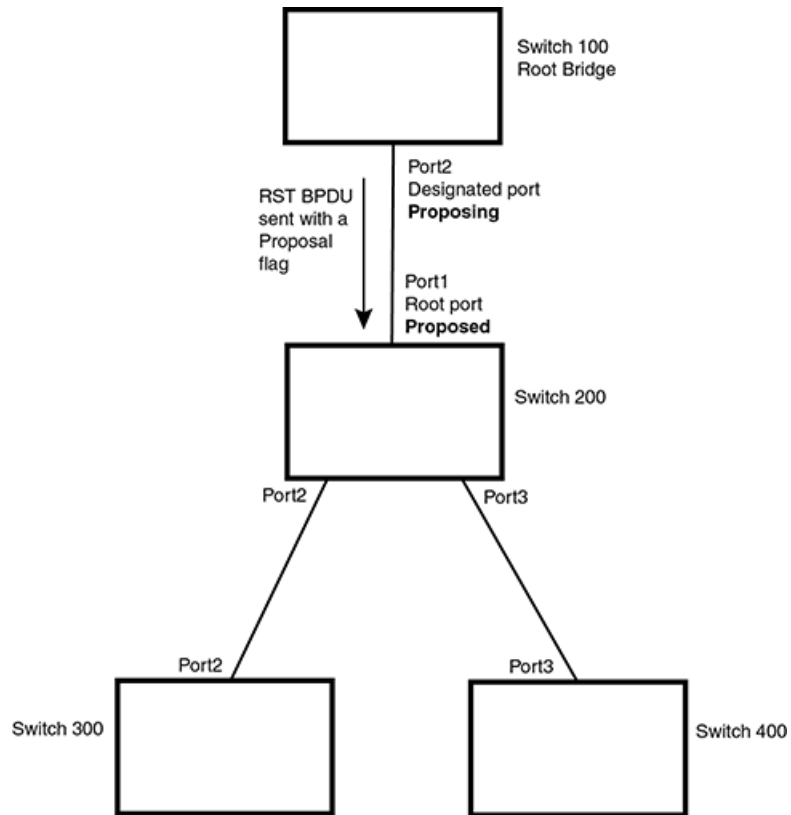 Switch 100
Root Bridge
Port2
Designated port
Proposing
RST BPDU
sent with a
Proposal
flag
Port1
Root port
Proposed
Switch 200
Port2
Port3
Port2
Port3
Switch 300
Switch 400